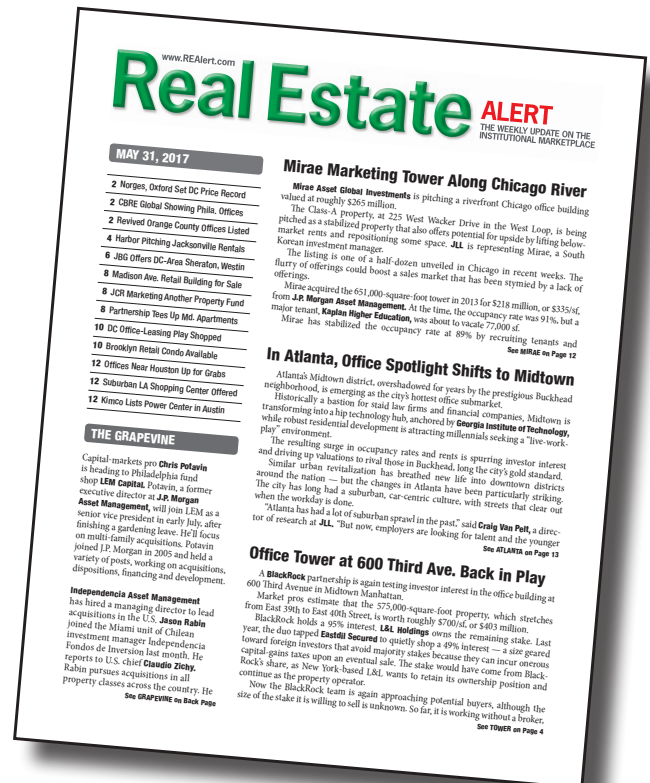 www.REAlert.com
Real Estate
ALERT
THE WEEKLY UPDATE ON THE
INSTITUTIONAL MARKETPLACE
MAY 31, 2017
2 Norges, Oxford Set DC Price Record
2 CBRE Global Showing Phila. Offices
2 Revived Orange County Offices Listed
4 Harbor Pitching Jacksonville Rentals
6 JBG Offers DC-Area Sheraton, Westin
8 Madison Ave. Retail Building for Sale
8 JCR Marketing Another Property Fund
8 Partnership Tees Up Md. Apartments
10 DC Office-Leasing Play Shopped
10 Brooklyn Retail Condo Available
12 Offices Near Houston Up for Grabs
12 Suburban LA Shopping Center Offered
12 Kimco Lists Power Center in Austin
THE GRAPEVINE
Capital-markets pro Chris Potavin
is heading to Philadelphia fund
shop LEM Capital. Potavin, a former
executive director at J.P. Morgan
Asset Management, will join LEM as a
senior vice president in early July, after
finishing a gardening leave. He'll focus
on multi-family acquisitions. Potavin
joined J.P. Morgan in 2005 and held a
variety of posts, working on acquisitions,
dispositions, financing and development.
Independencia Asset Management
has hired a managing director to lead
acquisitions in the U.S. Jason Rabin
joined the Miami unit of Chilean
investment manager Independencia
Fondos de Inversion last month. He
reports to U.S. chief Claudio Zichy.
Rabin pursues acquisitions in all
property classes across the country. He
See GRAPEVINE on Back Page
Mirae Marketing Tower Along Chicago River
Mirae Asset Global Investments is pitching a riverfront Chicago office building
valued at roughly $265 million.
The Class-A property, at 225 West Wacker Drive in the West Loop, is being
pitched as a stabilized property that also offers potential for upside by lifting below-
market rents and repositioning some space. JLL is representing Mirae, a South
Korean investment manager.
The listing is one of a half-dozen unveiled in Chicago in recent weeks. The
flurry of offerings could boost a sales market that has been stymied by a lack of
offerings.
Mirae acquired the 651,000-square-foot tower in 2013 for $218 million, or $335/sf,
from J.P. Morgan Asset Management. At the time, the occupancy rate was 91%, but a
major tenant, Kaplan Higher Education, was about to vacate 77,000 sf.
Mirae has stabilized the occupancy rate at 89% by recruiting tenants and
See MIRAE on Page 12
In Atlanta, Office Spotlight Shifts to Midtown
Atlanta's Midtown district, overshadowed for years by the prestigious Buckhead
neighborhood, is emerging as the city's hottest office submarket.
Historically a bastion for staid law firms and financial companies, Midtown is
transforming into a hip technology hub, anchored by Georgia Institute of Technology,
while robust residential development is attracting millennials seeking a "live-work-
play" environment.
The resulting surge in occupancy rates and rents is spurring investor interest
and driving up valuations to rival those in Buckhead, long the city's gold standard.
Similar urban revitalization has breathed new life into downtown districts
around the nation — but the changes in Atlanta have been particularly striking.
The city has long had a suburban, car-centric culture, with streets that clear out
when the workday is done.
"Atlanta has had a lot of suburban sprawl in the past," said Craig Van Pelt, a direc-
tor of research at JLL. "But now, employers are looking for talent and the younger
See ATLANTA on Page 13
Office Tower at 600 Third Ave. Back in Play
A BlackRock partnership is again testing investor interest in the office building at
600 Third Avenue in Midtown Manhattan.
Market pros estimate that the 575,000-square-foot property, which stretches
from East 39th to East 40th Street, is worth roughly $700/sf, or $403 million.
BlackRock holds a 95% interest. L&L Holdings owns the remaining stake. Last
year, the duo tapped Eastdil Secured to quietly shop a 49% interest — a size geared
toward foreign investors that avoid majority stakes because they can incur onerous
capital-gains taxes upon an eventual sale. The stake would have come from Black-
Rock's share, as New York-based L&L wants to retain its ownership position and
continue as the property operator.
Now the BlackRock team is again approaching potential buyers, although the
size of the stake it is willing to sell is unknown. So far, it is working without a broker.
See TOWER on Page 4